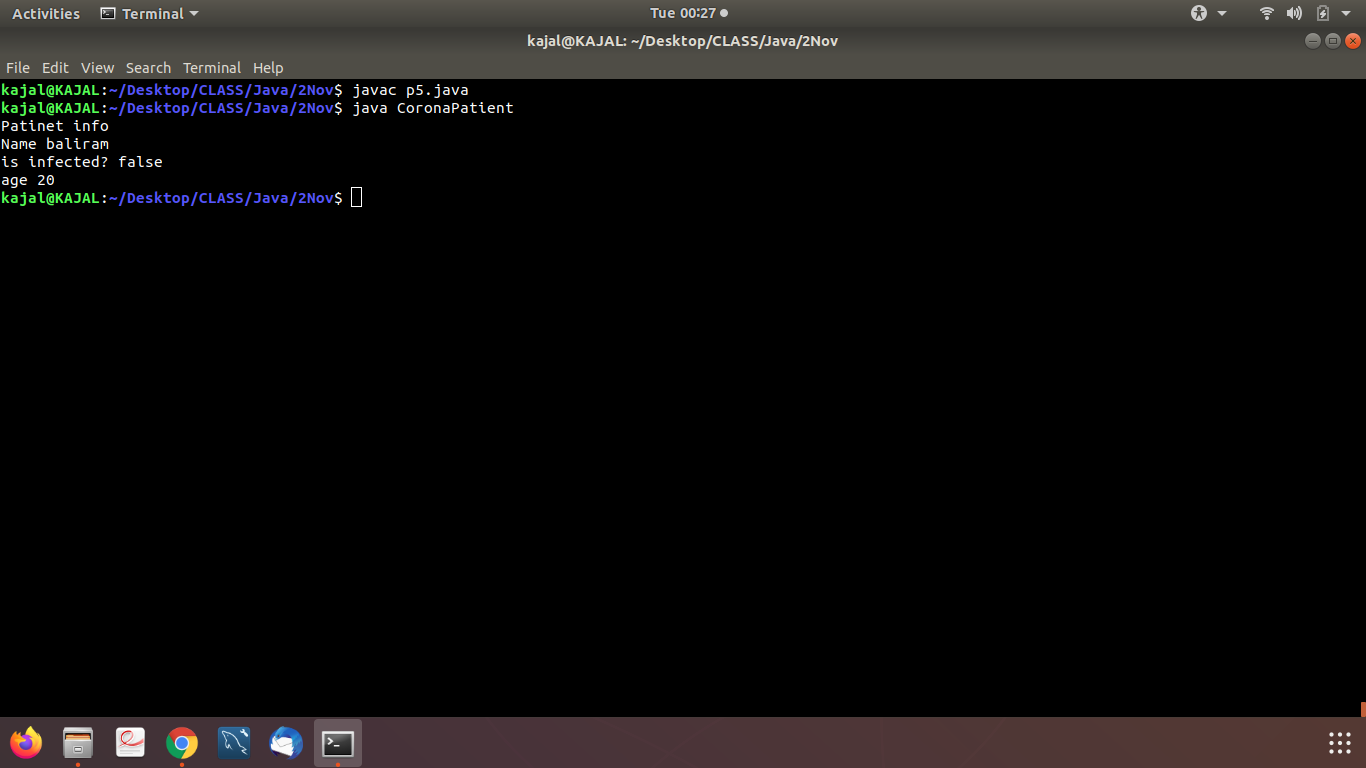 Activities Terminal Tue 00:27
kajal@KAJAL: ~/Desktop/CLASS/Java/2Nov
File Edit View Search Terminal Help
kajal@KAJAL:~/Desktop/CLASS/Java/2Nov$ javac p5.java
kajal@KAJAL:~/Desktop/CLASS/Java/2Nov$ java CoronaPatient
Patinet info
Name baliram
is infected? false
age 20
kajal@KAJAL:~/Desktop/CLASS/Java/2Nov$